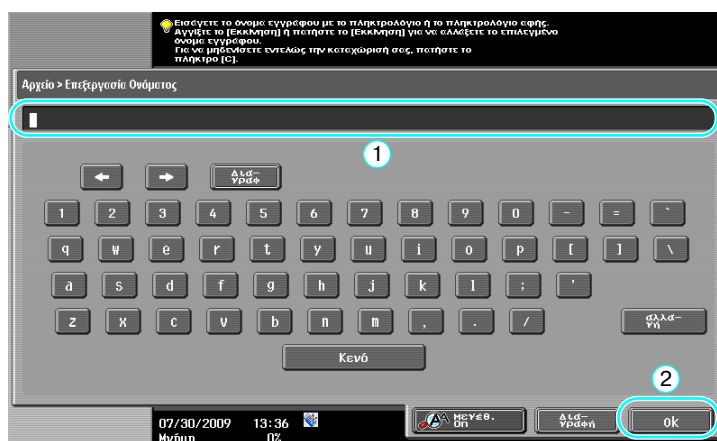 Εισάγετε το όνομα εγγράφου με το πληκτρολόγιο ή το πληκτρολόγιο αφής.
Αγγίξτε το [Εκκίνηση] ή πατήστε το [Εκκίνηση] για να αλλάξετε το επιλεγμένο
όνομα εγγράφου.
Για να μηδενίσετε εντελώς την καταχώρισή σας, πατήστε το
πλήκτρο [C].
Αρχείο > Επεξεργασία Ονόματος
1
Δια-
γραφ
1 2 3 4 5 6 7 8 9 0 - = `
q w e r t y u i o p [ ] \
a s d f g h j k l ; '
z x c v b n m , . /
αλλα-
γή
Κενό
2
Μεγέθ.
οπ
Δια-
γραφή
ok
07/30/2009 13:36
Μνήμη 0%